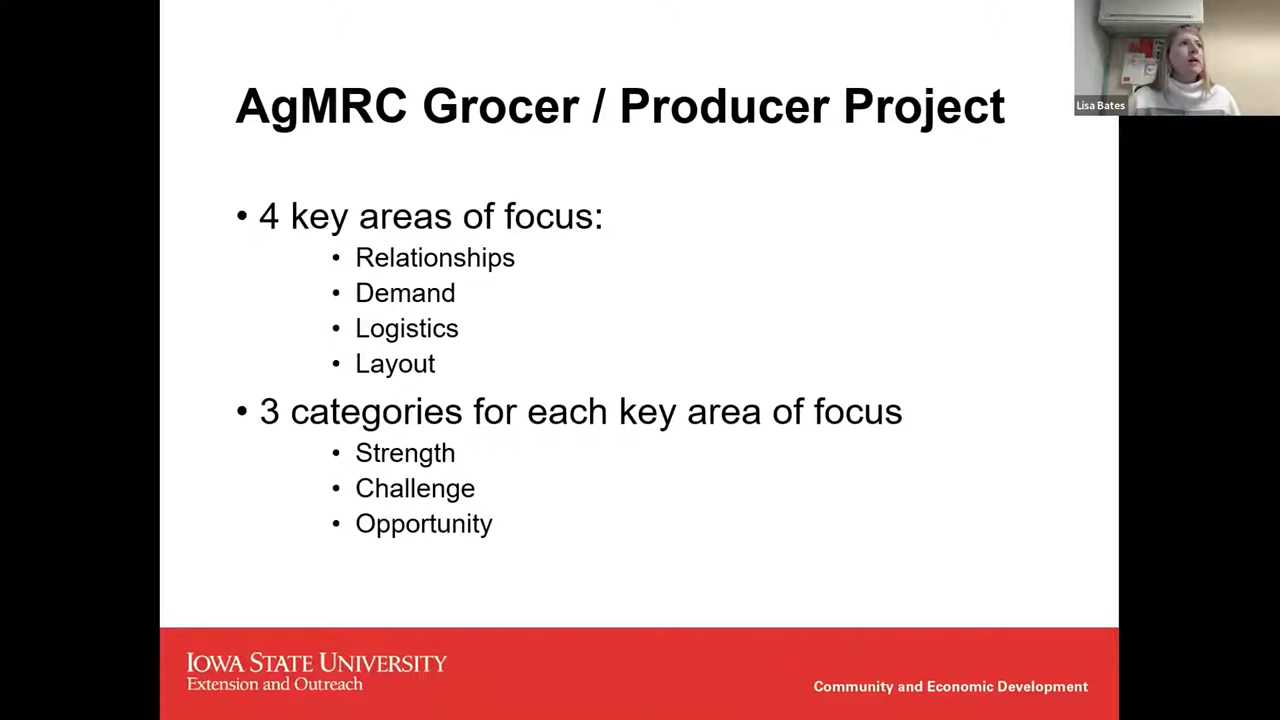 AgMRC Grocer / Producer Project
Lisa Bates
• 4 key areas of focus:
• Relationships
• Demand
• Logistics
• Layout
• 3 categories for each key area of focus
• Strength
• Challenge
• Opportunity
IOWA STATE UNIVERSITY
Extension and Outreach
Community and Economic Development